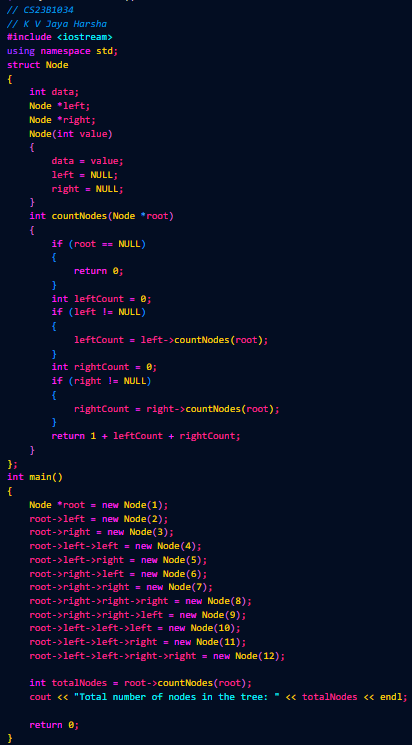 // CS23B1034
// K V Jaya Harsha
#include <iostream>
using namespace std;
struct Node
{
    int data;
    Node *left;
    Node *right;
    Node(int value)
    {
        data = value;
        left = NULL;
        right = NULL;
    }
    int countNodes(Node *root)
    {
        if (root == NULL)
        {
            return 0;
        }
        int leftCount = 0;
        if (left != NULL)
        {
            leftCount = left->countNodes(root);
        }
        int rightCount = 0;
        if (right != NULL)
        {
            rightCount = right->countNodes(root);
        }
        return 1 + leftCount + rightCount;
    }
};
int main()
{
    Node *root = new Node(1);
    root->left = new Node(2);
    root->right = new Node(3);
    root->left->left = new Node(4);
    root->left->right = new Node(5);
    root->right->left = new Node(6);
    root->right->right = new Node(7);
    root->right->right->right = new Node(8);
    root->right->right->left = new Node(9);
    root->left->left->left = new Node(10);
    root->left->left->right = new Node(11);
    root->left->left->right->right = new Node(12);

    int totalNodes = root->countNodes(root);
    cout << "Total number of nodes in the tree: " << totalNodes << endl;

    return 0;
}